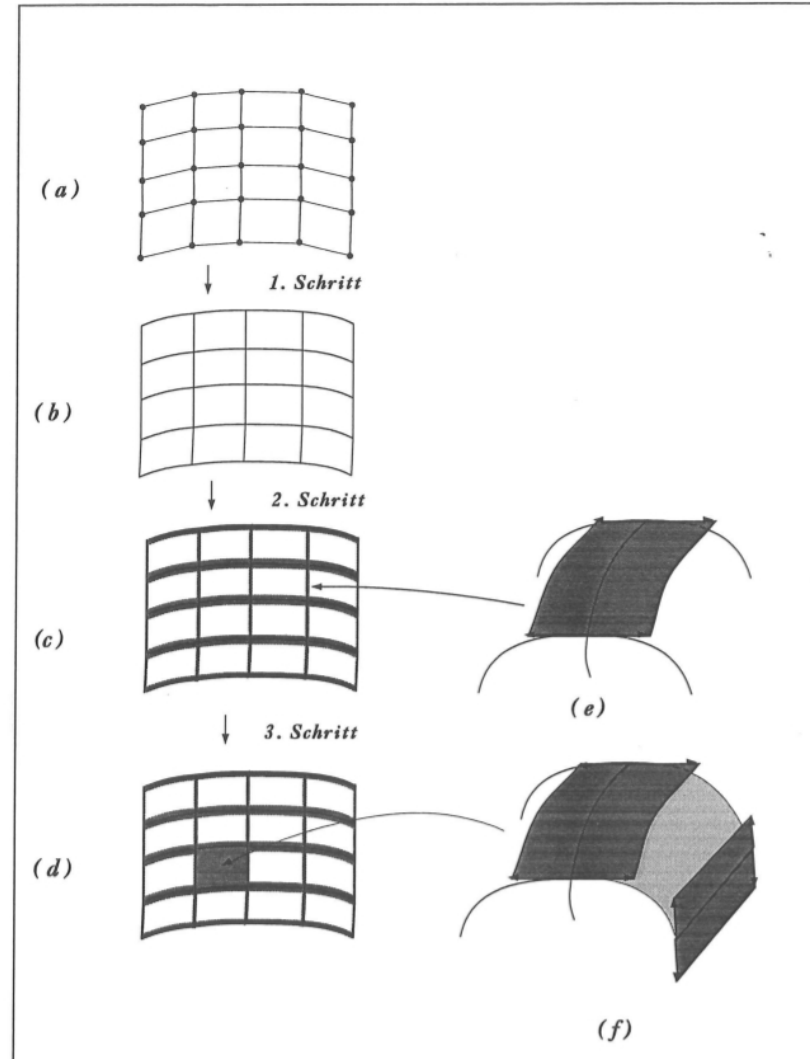 (a)
1. Schritt
(b)
2. Schritt
(c)
(e)
3. Schritt
(d)
(f)